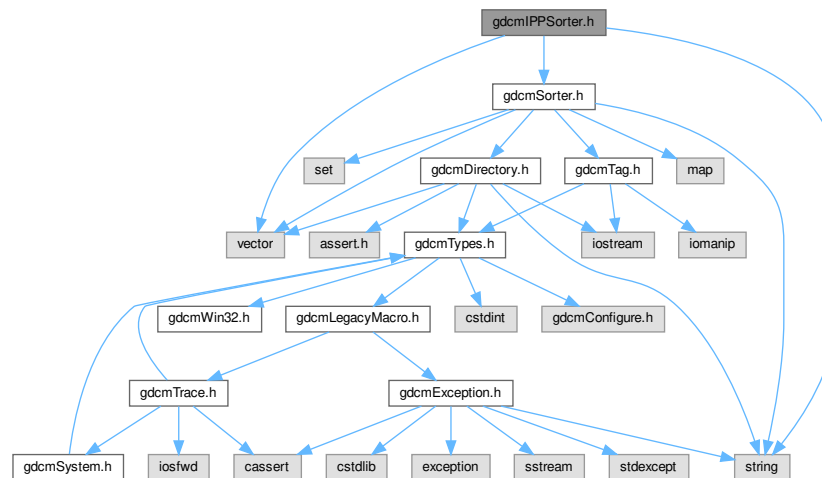 gdcmIPPSorter.h
gdcmSorter.h
set
gdcmDirectory.h
gdcmTag.h
map
vector
assert.h
gdcmTypes.h
iostream
iomanip
gdcmWin32.h
gdcmLegacyMacro.h
cstdint
gdcmConfigure.h
gdcmTrace.h
gdcmException.h
gdcmSystem.h
iosfwd
cassert
cstdlib
exception
sstream
stdexcept
string